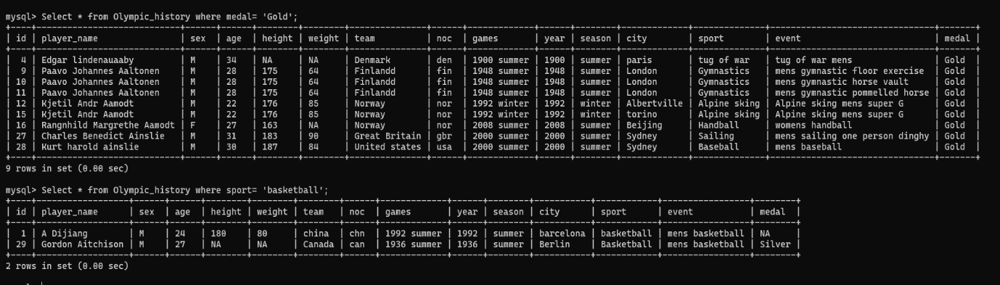 mysql> Select * from Olympic_history where medal= 'Gold';
| id | player_name | sex | age | height | weight | team | noc | games | year | season | city | sport | event | medal |
| 4 | Edgar lindenauaaby | M | 34 | NA | NA | Denmark | den | 1900 summer | 1900 | summer | paris | tug of war | tug of war mens | Gold |
| 9 | Paavo Johannes Aaltonen | M | 28 | 175 | 64 | Finlandd | fin | 1948 summer | 1948 | summer | London | Gymnastics | mens gymnastic floor exercise | Gold |
| 10 | Paavo Johannes Aaltonen | M | 28 | 175 | 64 | Finlandd | fin | 1948 summer | 1948 | summer | London | Gymnastics | mens gymnastic horse vault | Gold |
| 11 | Paavo Johannes Aaltonen | M | 28 | 175 | 64 | Finlandd | fin | 1948 summer | 1948 | summer | London | Gymnastics | mens gymnastic pommelled horse | Gold |
| 12 | Kjetil Andr Aamodt | M | 22 | 176 | 85 | Norway | nor | 1992 winter | 1992 | winter | Albertville | Alpine sking | Alpine sking mens super G | Gold |
| 15 | Kjetil Andr Aamodt | M | 22 | 176 | 85 | Norway | nor | 1992 winter | 1992 | winter | torino | Alpine sking | Alpine sking mens super G | Gold |
| 16 | Rangnhild Margrethe Aamodt | F | 27 | 163 | NA | Norway | nor | 2008 summer | 2008 | summer | Beijing | Handball | womens handball | Gold |
| 27 | Charles Benedict Ainslie | M | 31 | 183 | 90 | Great Britain | gbr | 2000 summer | 2000 | summer | Sydney | Sailing | mens sailing one person dinghy | Gold |
| 28 | Kurt harold ainslie | M | 30 | 187 | 84 | United states | usa | 2000 summer | 2000 | summer | Sydney | Baseball | mens baseball | Gold |
9 rows in set (0.00 sec)
mysql> Select * from Olympic_history where sport= 'basketball';
| id | player_name | sex | age | height | weight | team | noc | games | year | season | city | sport | event | medal |
| 1 | A Dijiang | M | 24 | 180 | 80 | china | chn | 1992 summer | 1992 | summer | barcelona | basketball | mens basketball | NA |
| 29 | Gordon Aitchison | M | 27 | NA | NA | Canada | can | 1936 summer | 1936 | summer | Berlin | Basketball | mens basketball | Silver |
2 rows in set (0.00 sec)